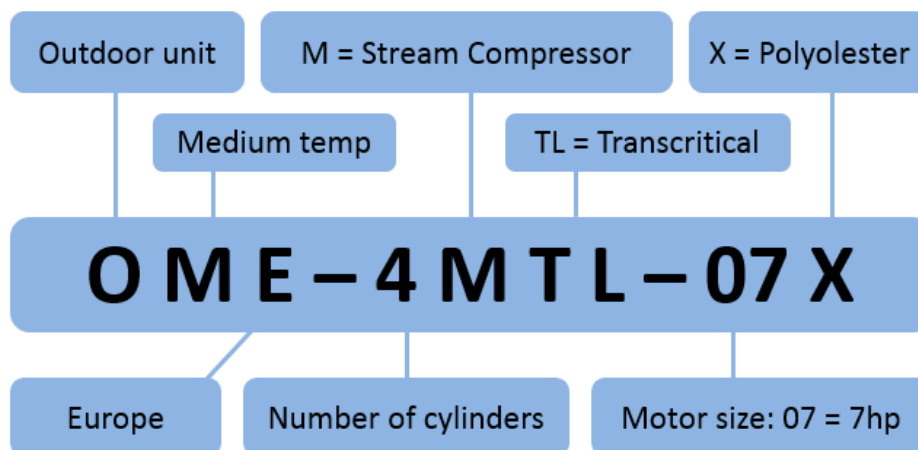 Outdoor unit
M = Stream Compressor
X = Polyolester
Medium temp
TL = Transcritical
O M E – 4 M T L – 07 X
Europe
Number of cylinders
Motor size: 07 = 7hp